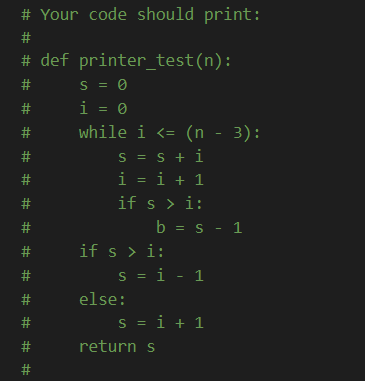 # Your code should print:
#
# def printer_test(n):
#     s = 0
#     i = 0
#     while i <= (n - 3):
#         s = s + i
#         i = i + 1
#         if s > i:
#             b = s - 1
#     if s > i:
#         s = i - 1
#     else:
#         s = i + 1
#     return s
#